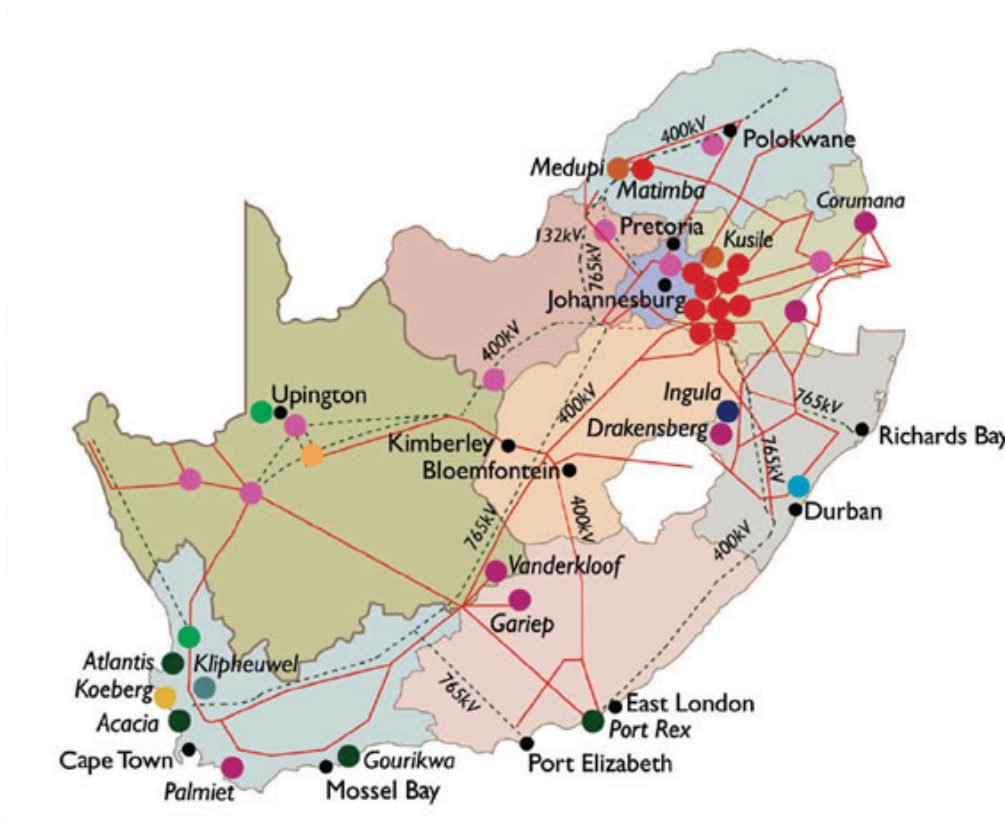 400kV
Polokwane
Medupi
Matimba
Corumana
132kV
Pretoria
Kusile
765kV
Johannesburg
400kV
Upington
400kV
Ingula
765kV
Drakensberg
Kimberley
Richards Bay
Bloemfontein
765kV
765kV
400kV
Durban
400kV
Vanderkloof
Gariep
Atlantis
Klipheuwel
Koeberg
765kV
East London
Acacia
Port Rex
Cape Town
Gourikwa
Port Elizabeth
Palmiet
Mossel Bay